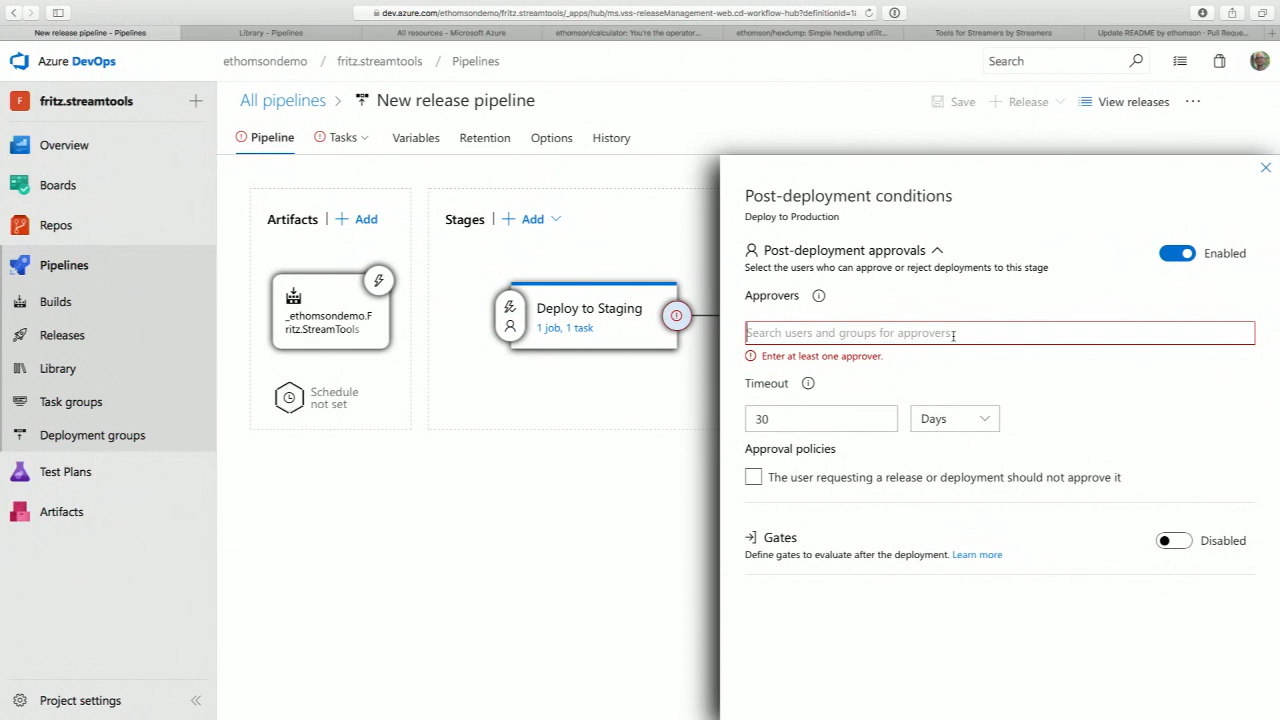 dev.azure.com/ethomsondemo/fritz.streamtools/_apps/hub/ms.vss-releaseManagement-web.cd-workflow-hub?definitionId=1
New release pipeline - Pipelines
Library - Pipelines
All resources - Microsoft Azure
ethomson/calculator: You're the operator...
ethomson/hexdump: Simple hexdump utilit...
Tools for Streamers by Streamers
Update README by ethomson · Pull Reque...
Azure DevOps
ethomsondemo / fritz.streamtools / Pipelines
Search
F
fritz.streamtools
All pipelines > New release pipeline
Save
Release
View releases
Overview
Boards
Repos
Pipelines
Builds
Releases
Library
Task groups
Deployment groups
Test Plans
Artifacts
Project settings
Pipeline
Tasks
Variables
Retention
Options
History
Artifacts | + Add
_ethomsondemo.F
ritz.StreamTools
Schedule
not set
Stages | + Add
Deploy to Staging
1 job, 1 task
Post-deployment conditions
Deploy to Production
Post-deployment approvals
Enabled
Select the users who can approve or reject deployments to this stage
Approvers
Search users and groups for approvers
Enter at least one approver.
Timeout
30
Days
Approval policies
The user requesting a release or deployment should not approve it
Gates
Disabled
Define gates to evaluate after the deployment. Learn more